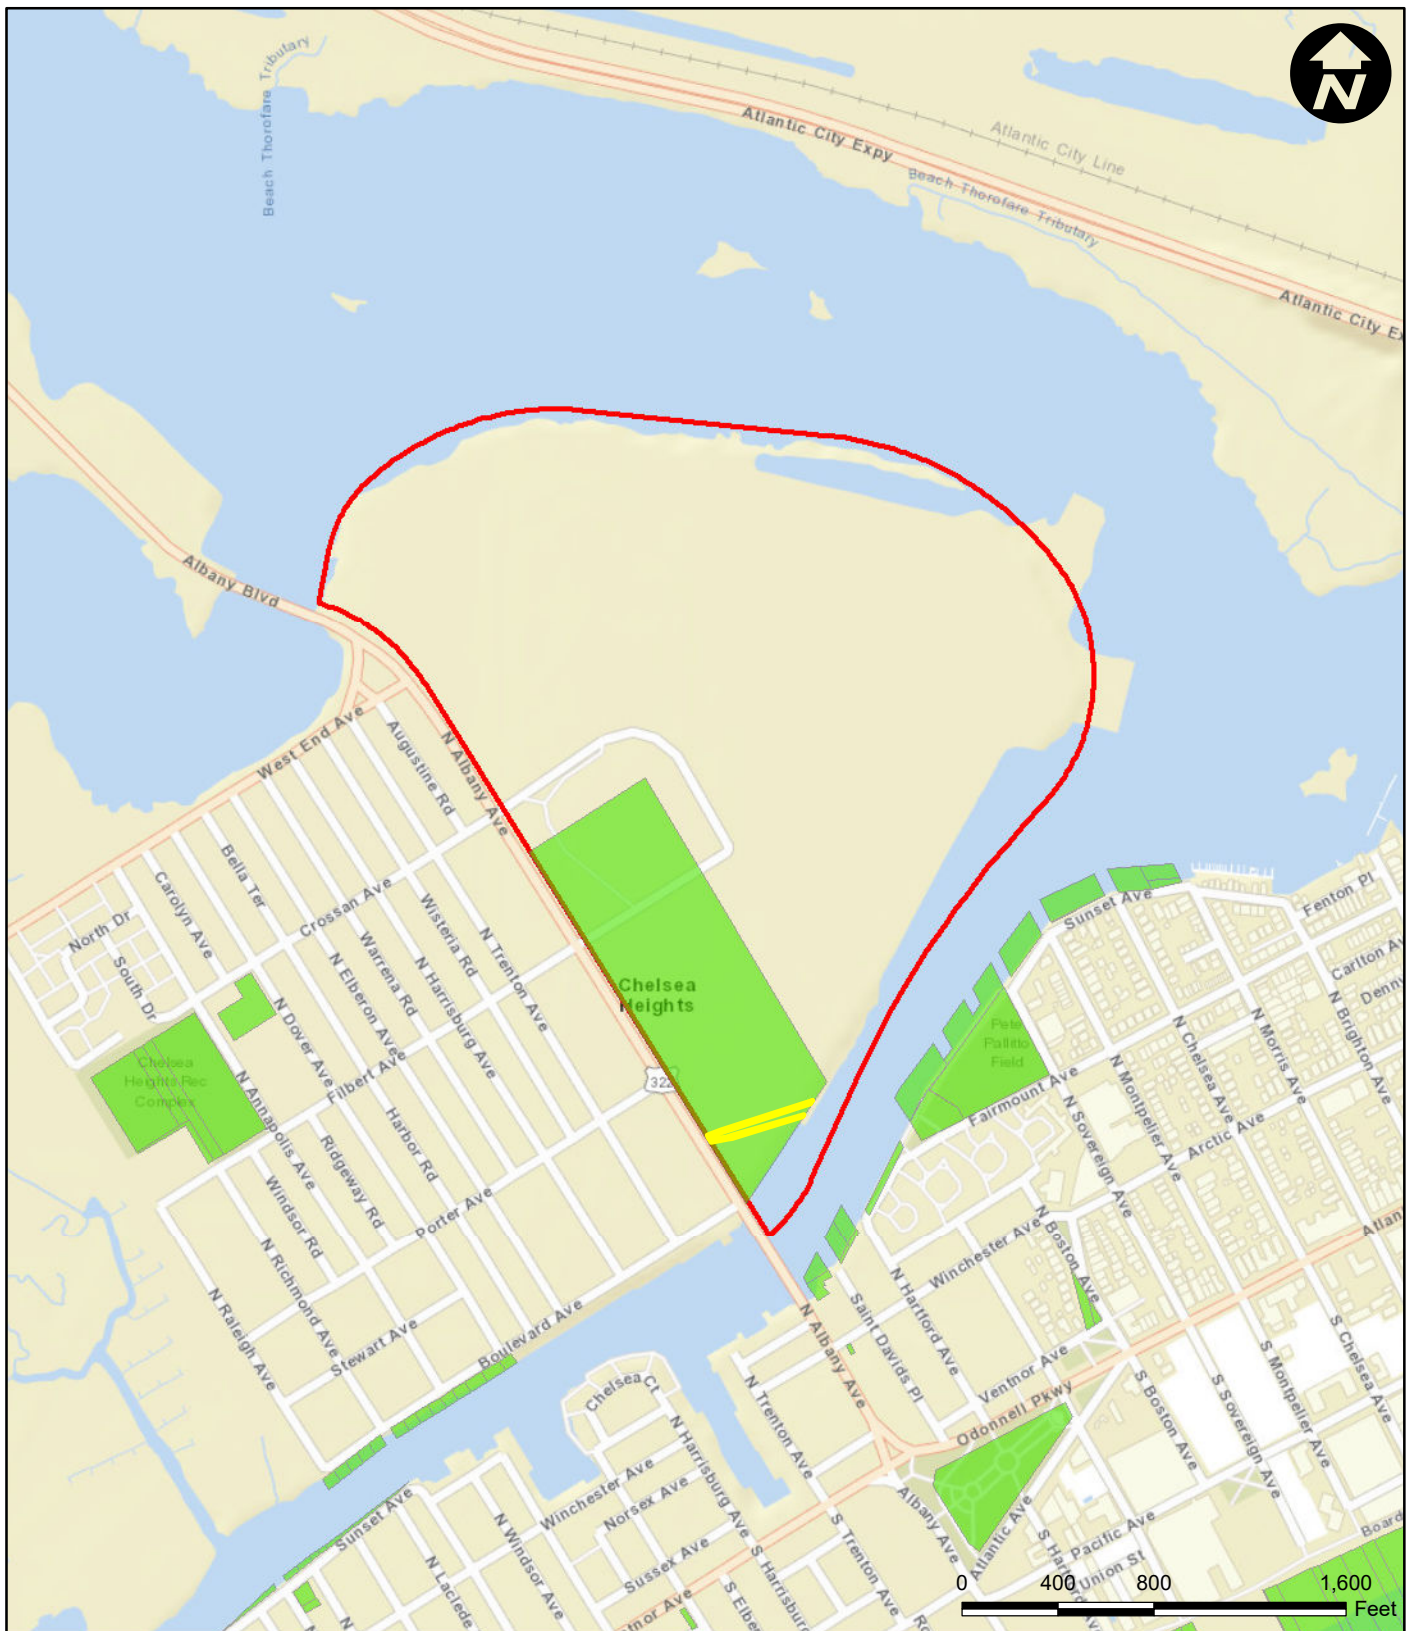 N
Beach Thorofare Tributary
Atlantic City Expy
Atlantic City Line
Beach Thorofare Tributary
Atlantic City Ex
Albany Blvd
West End Ave
Augustine Rd
N Albany Ave
Bella Ter
Carolyn Ave
Crossan Ave
Wisteria Rd
N Trenton Ave
North Dr
South Dr
Warrena Rd
N Harrisburg Ave
N Elberon Ave
N Dover Ave
Filbert Ave
Chelsea
Heights
Chelsea
Heights Rec
Complex
322
N Annapolis Ave
Harbor Rd
Ridgeway Rd
Windsor Rd
Porter Ave
N Richmond Ave
N Raleigh Ave
Stewart Ave
Boulevard Ave
Sunset Ave
Fenton Pl
Carlton Av
Denny
Pete
Pallitto
Field
Fairmount Ave
N Chelsea Ave
N Morris Ave
N Brighton Ave
N Montpelier Ave
N Sovereign Ave
Arctic Ave
N Boston Ave
Winchester Ave
Atlan
N Hartford Ave
Saint Davids Pl
N Albany Ave
Ventnor Ave
Odonnell Pkwy
S Boston Ave
S Sovereign Ave
S Montpelier Ave
S Chelsea Ave
Chelsea Ct
N Trenton Ave
N Harrisburg Ave
Winchester Ave
Norsex Ave
Sussex Ave
Sunset Ave
N Windsor Ave
N Laclede
N
S Trenton Ave
S Harrisburg
S Elbe
tnor Ave
Albany Ave
Atlantic Ave
Pacific Ave
Union St
S Hartford Av
Board
Ro
0 400 800 1,600
Feet